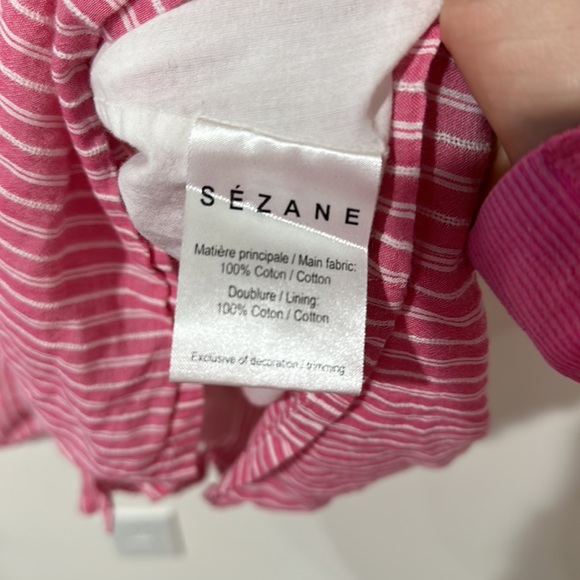 SÉZANE
Matière principale / Main fabric:
100% Coton / Cotton
Doublure / Lining:
100% Coton / Cotton
Exclusive of decoration / trimming